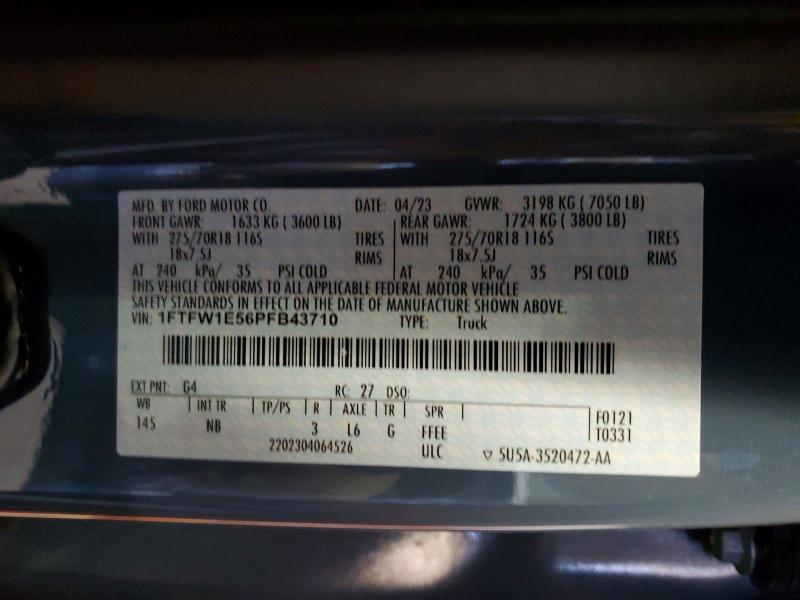 MFD. BY FORD MOTOR CO. DATE: 04/23 GVWR: 3198 KG ( 7050 LB)
FRONT GAWR: 1633 KG ( 3600 LB) REAR GAWR: 1724 KG ( 3800 LB)
WITH 275/70R18 116S TIRES WITH 275/70R18 116S TIRES
18x7.5J RIMS 18x7.5J RIMS
AT 240 kPa/ 35 PSI COLD AT 240 kPa/ 35 PSI COLD
THIS VEHICLE CONFORMS TO ALL APPLICABLE FEDERAL MOTOR VEHICLE
SAFETY STANDARDS IN EFFECT ON THE DATE OF MANUFACTURE SHOWN ABOVE.
VIN: 1FTFW1E56PFB43710 TYPE: Truck
EXT PNT: G4 RC: 27 DSO:
WB INT TR TP/PS R AXLE TR SPR F0121
145 NB 3 L6 G FFEE T0331
2202304064526 ULC ▽ 5U5A-3520472-AA